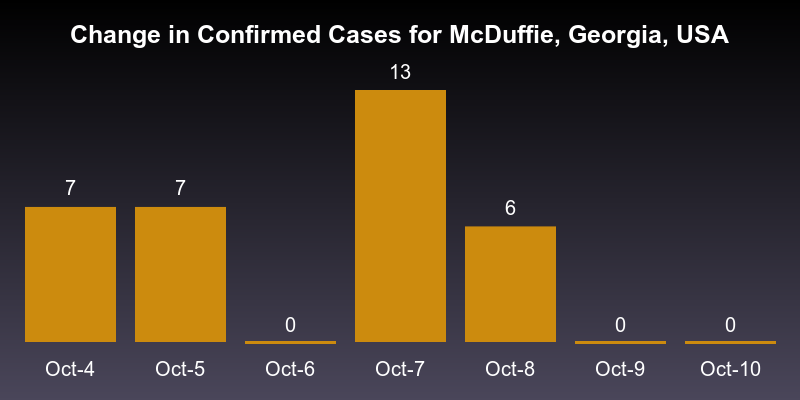 Change in Confirmed Cases for McDuffie, Georgia, USA
13
7 7
6
0 0 0
Oct-4 Oct-5 Oct-6 Oct-7 Oct-8 Oct-9 Oct-10